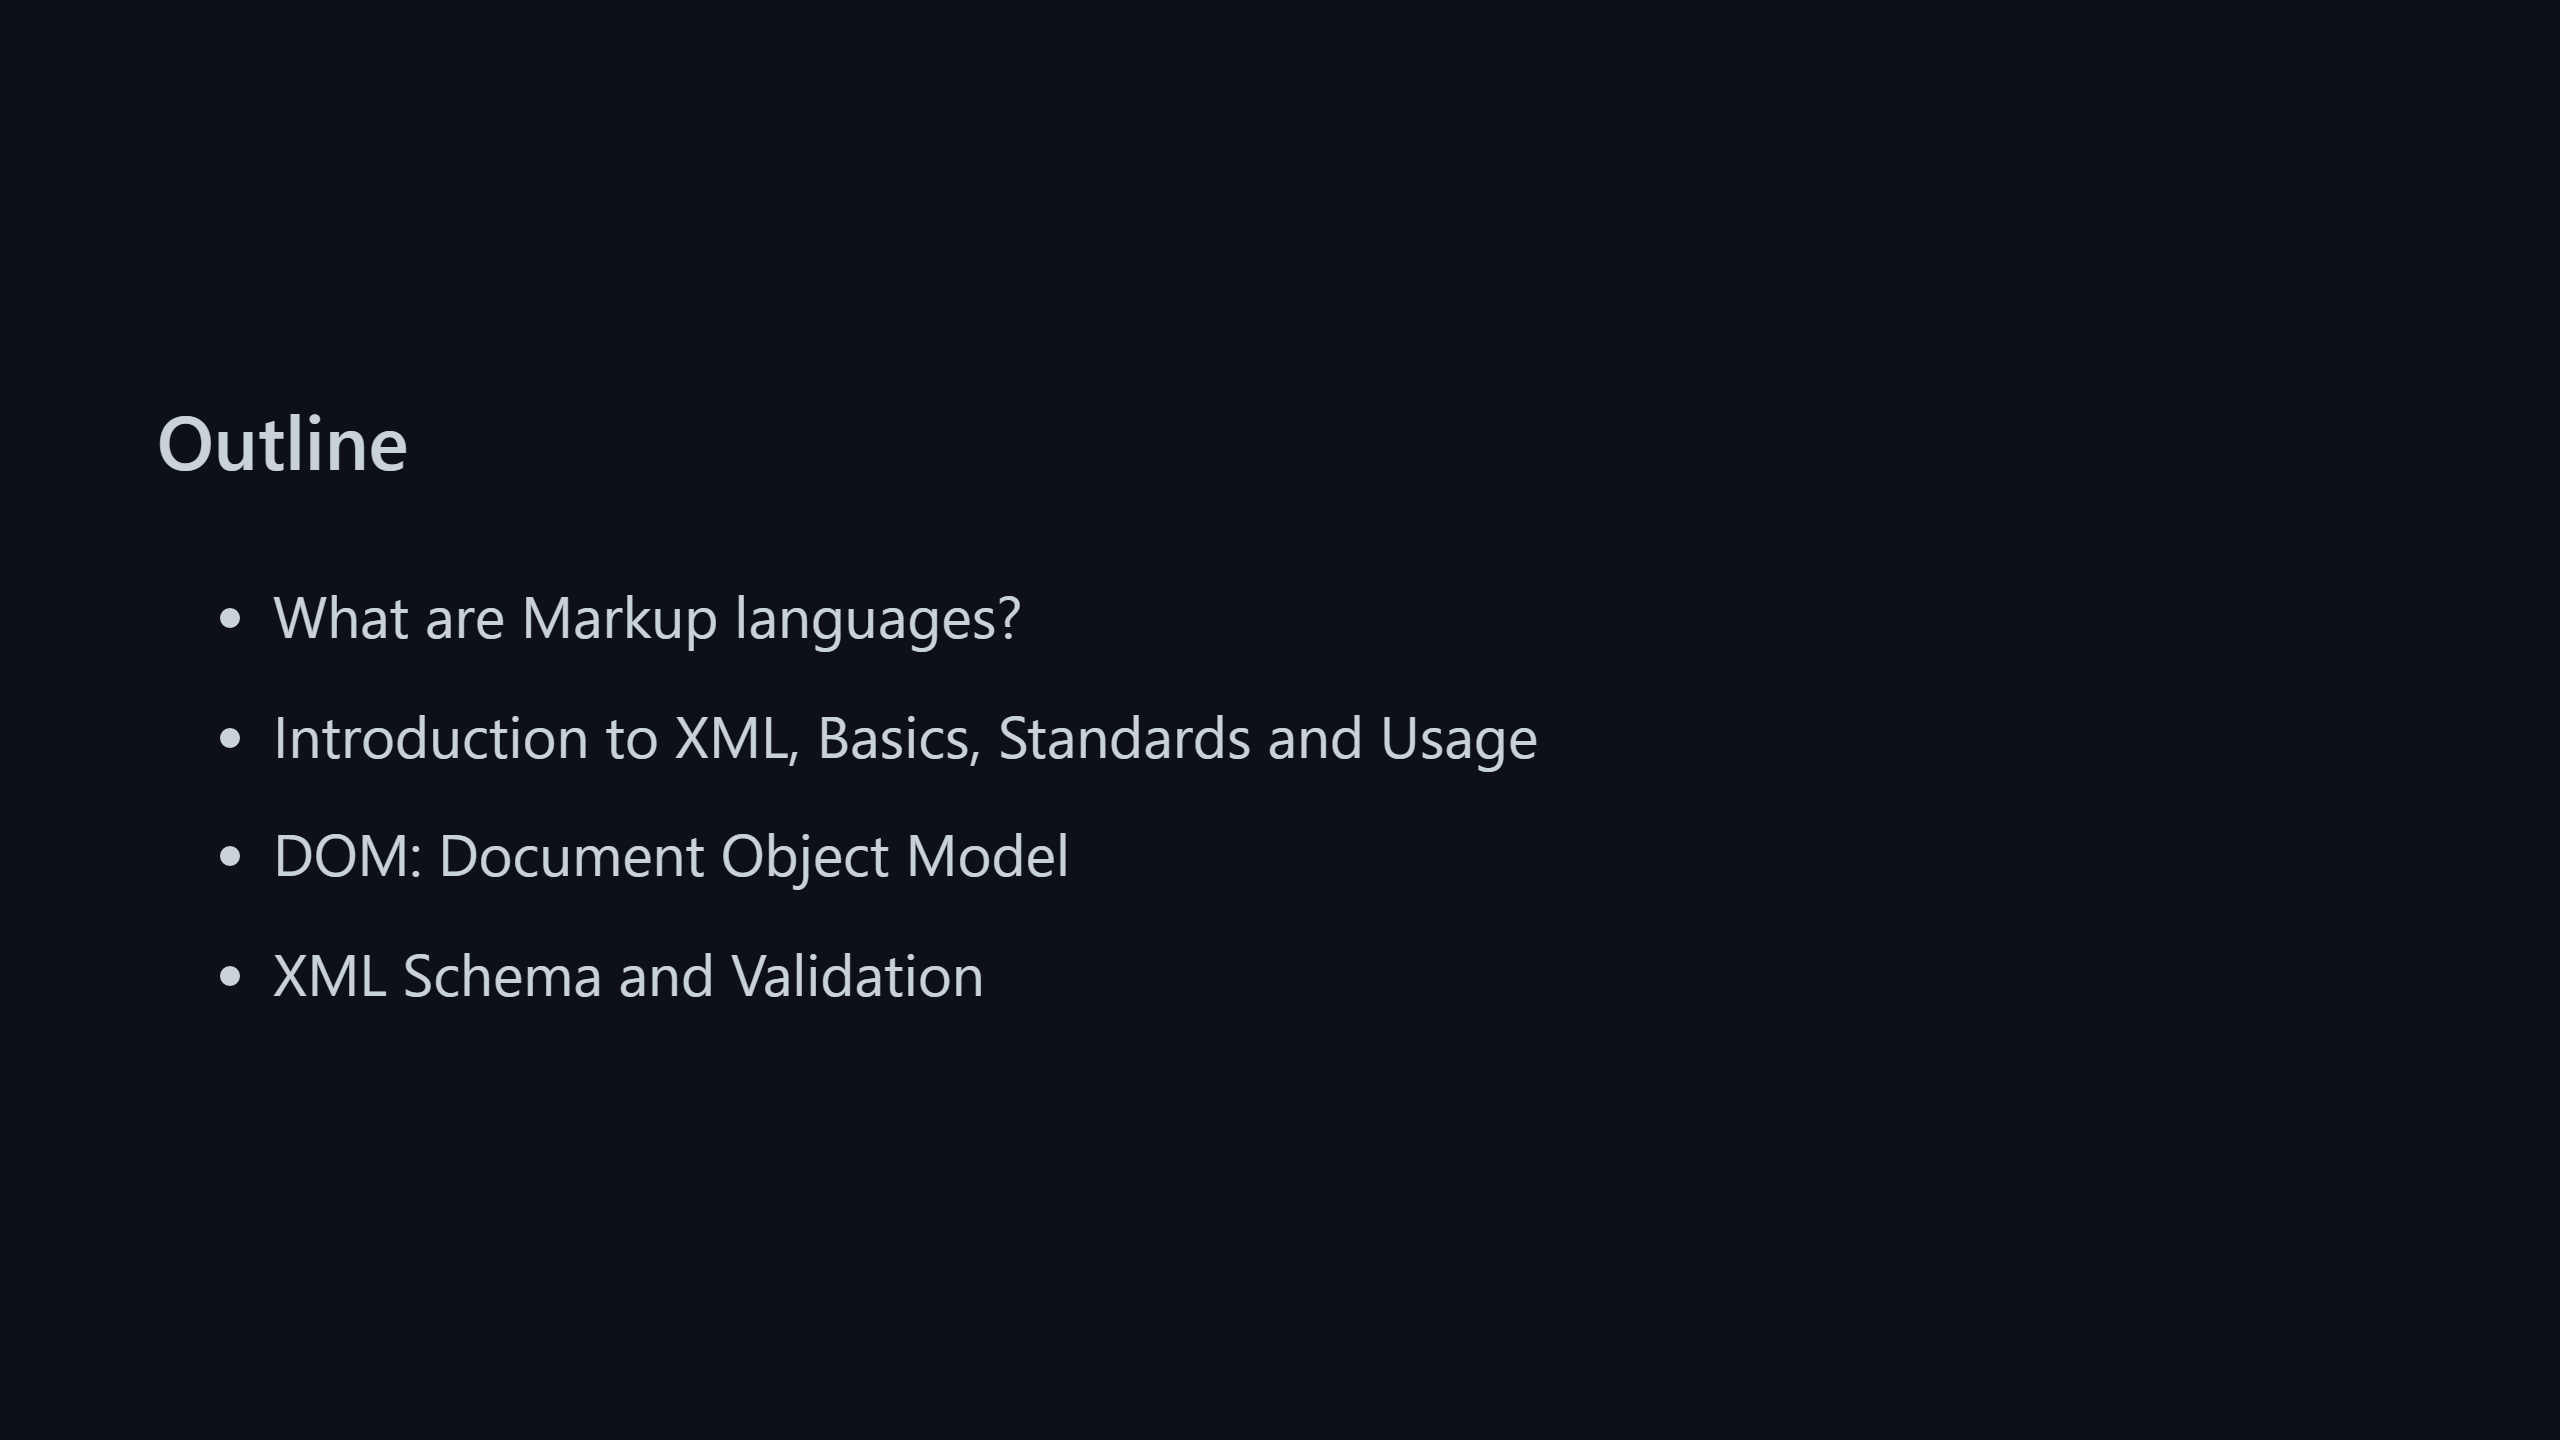 Outline
• What are Markup languages?
• Introduction to XML, Basics, Standards and Usage
• DOM: Document Object Model
• XML Schema and Validation